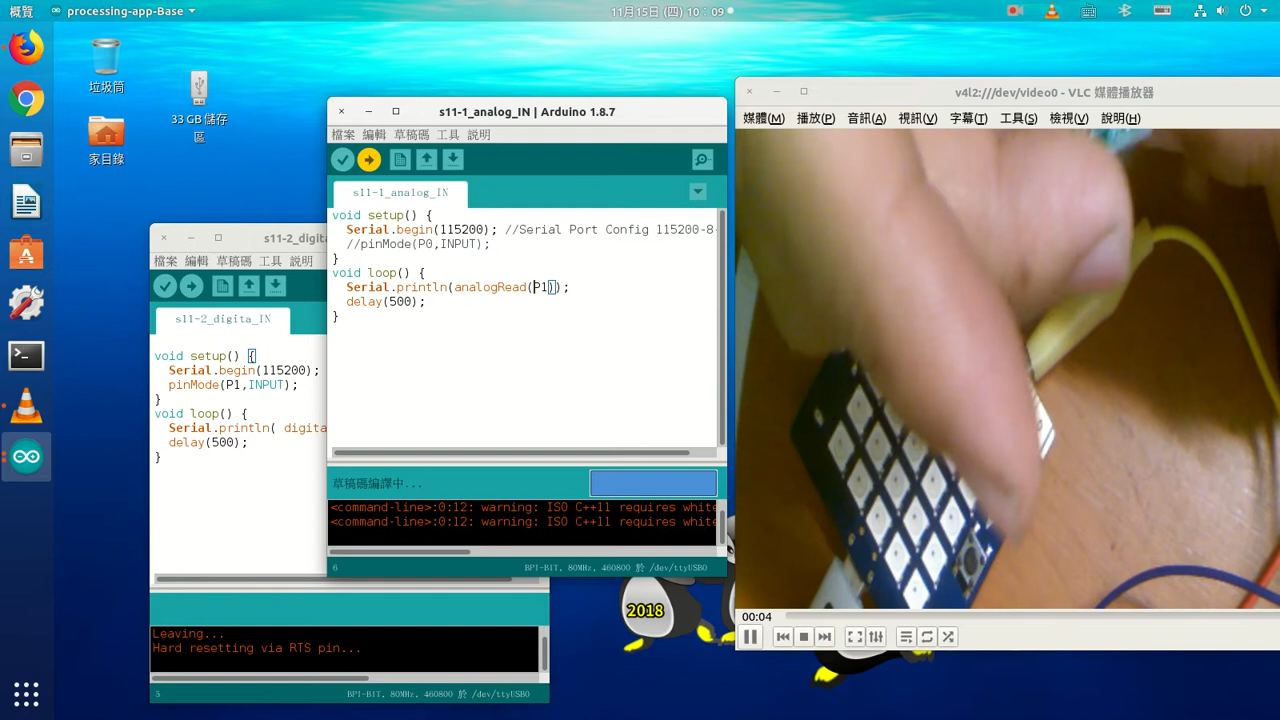 概覽
processing-app-Base
11月15日 (四) 10：09
垃圾筒
33 GB 儲存區
家目錄
s11-2_digit
檔案 編輯 草稿碼 工具 説明
s11-2_digita_IN
void setup() {
Serial.begin(115200);
pinMode(P1,INPUT);
}
void loop() {
Serial.println( digita
delay(500);
}
Leaving...
Hard resetting via RTS pin...
5
BPI-BIT, 80MHz, 460800 於 /dev/ttyUSB0
s11-1_analog_IN | Arduino 1.8.7
檔案 編輯 草稿碼 工具 説明
s11-1_analog_IN
void setup() {
Serial.begin(115200); //Serial Port Config 115200-8-
//pinMode(P0,INPUT);
}
void loop() {
Serial.println(analogRead(P1));
delay(500);
}
草稿碼編譯中...
<command-line>:0:12: warning: ISO C++11 requires white
<command-line>:0:12: warning: ISO C++11 requires white
6
BPI-BIT, 80MHz, 460800 於 /dev/ttyUSB0
2018
v4l2:///dev/video0 - VLC 媒體播放器
媒體(M) 播放(P) 音訊(A) 視訊(V) 字幕(T) 工具(S) 檢視(V) 說明(H)
00:04